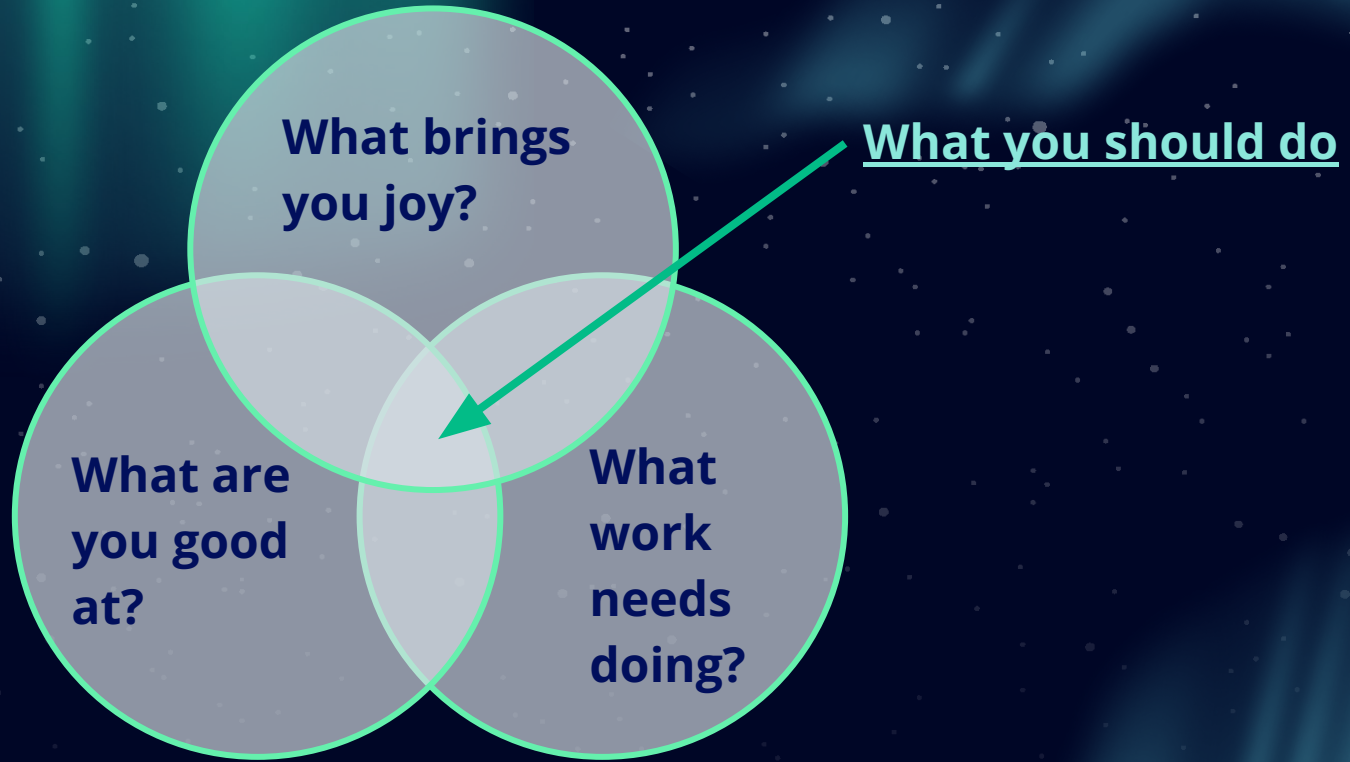 What brings
you joy?
What you should do
What are
you good
at?
What
work
needs
doing?